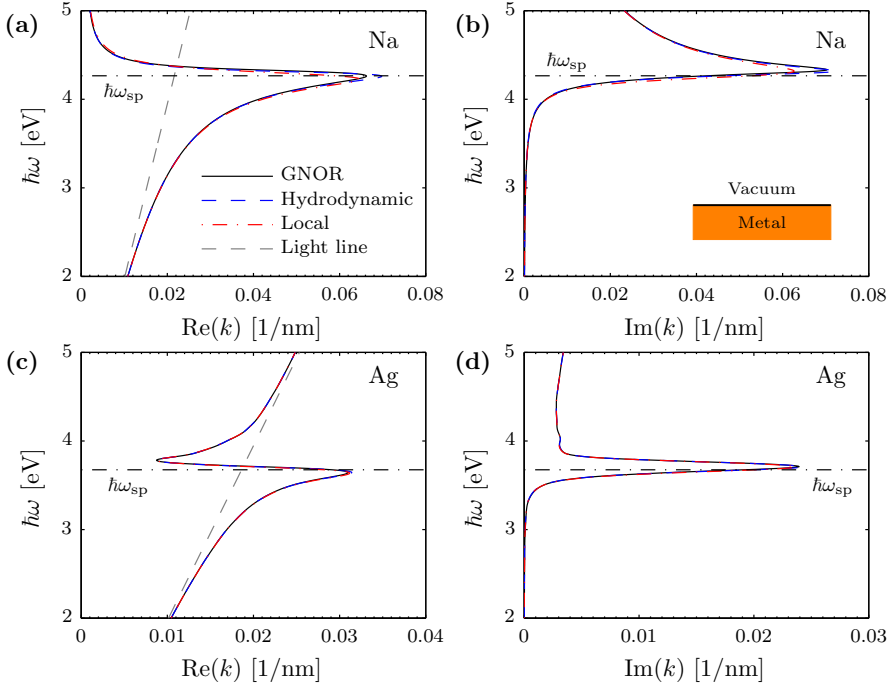 (a)
5
4
3
2
ħω [eV]
Na
ħωsp
GNOR
Hydrodynamic
Local
Light line
0 0.02 0.04 0.06 0.08
Re(k) [1/nm]
(b)
5
4
3
2
ħω [eV]
Na
ħωsp
Vacuum
Metal
0 0.02 0.04 0.06 0.08
Im(k) [1/nm]
(c)
5
4
3
2
ħω [eV]
Ag
ħωsp
0 0.01 0.02 0.03 0.04
Re(k) [1/nm]
(d)
5
4
3
2
ħω [eV]
Ag
ħωsp
0 0.01 0.02 0.03
Im(k) [1/nm]